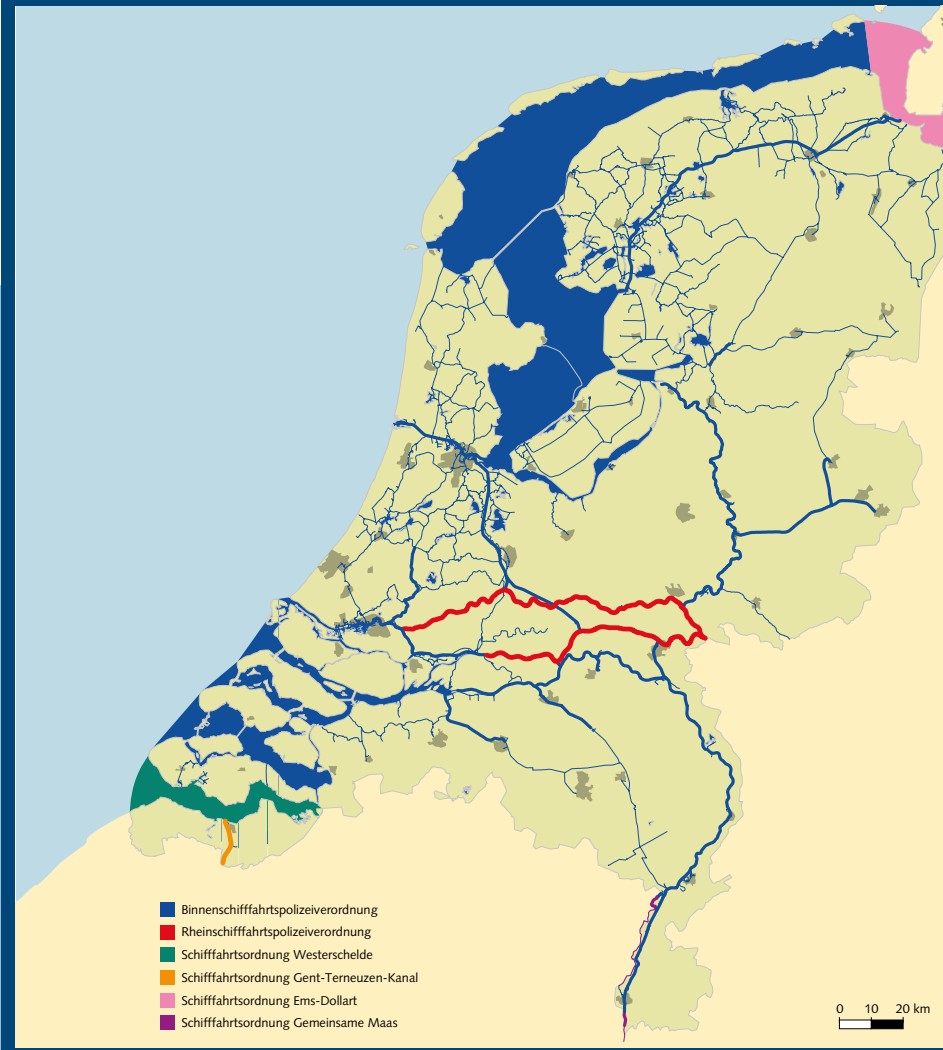 Binnenschifffahrtspolizeiverordnung
Rheinschifffahrtspolizeiverordnung
Schifffahrtsordnung Westerschelde
Schifffahrtsordnung Gent-Terneuzen-Kanal
Schifffahrtsordnung Ems-Dollart
Schifffahrtsordnung Gemeinsame Maas
0 10 20 km